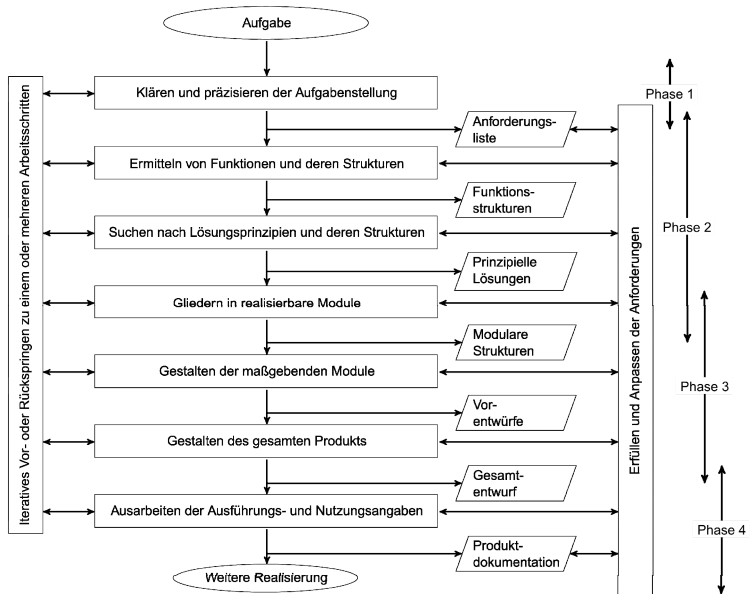 Aufgabe
Klären und präzisieren der Aufgabenstellung
Anforderungs-
liste
Ermitteln von Funktionen und deren Strukturen
Funktions-
strukturen
Suchen nach Lösungsprinzipien und deren Strukturen
Prinzipielle
Lösungen
Gliedern in realisierbare Module
Modulare
Strukturen
Gestalten der maßgebenden Module
Vor-
entwürfe
Gestalten des gesamten Produkts
Gesamt-
entwurf
Ausarbeiten der Ausführungs- und Nutzungsangaben
Produkt-
dokumentation
Weitere Realisierung
Iteratives Vor- oder Rückspringen zu einem oder mehreren Arbeitsschritten
Erfüllen und Anpassen der Anforderungen
Phase 1
Phase 2
Phase 3
Phase 4